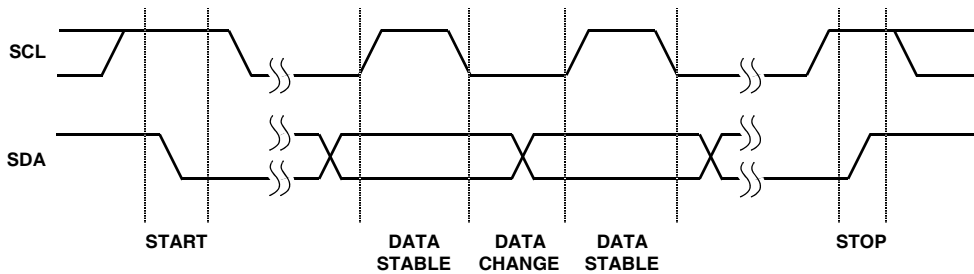 SCL
SDA
START
DATA
STABLE
DATA
CHANGE
DATA
STABLE
STOP